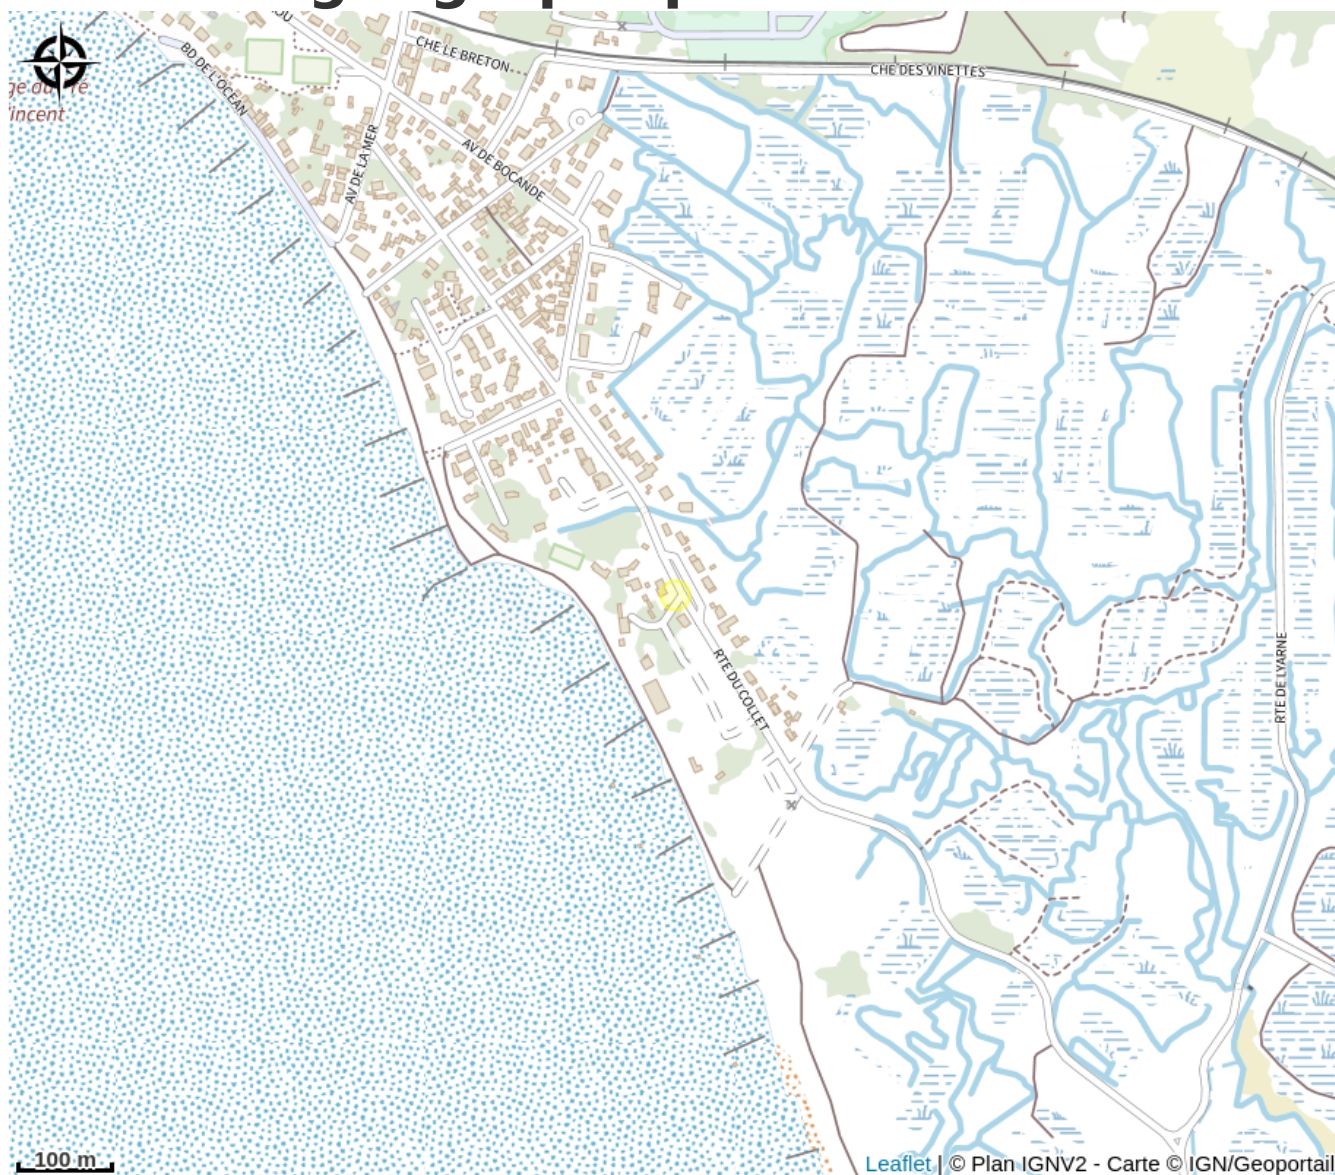 CHE LE BRETON
CHE DES VINETTES
BD DE L'OCEAN
incent
AV DE LA MER
AV DE BOCANDE
RTE DU COLLET
RTE DE LYARNE
100 m
Leaflet | © Plan IGNV2 - Carte © IGN/Geoportail